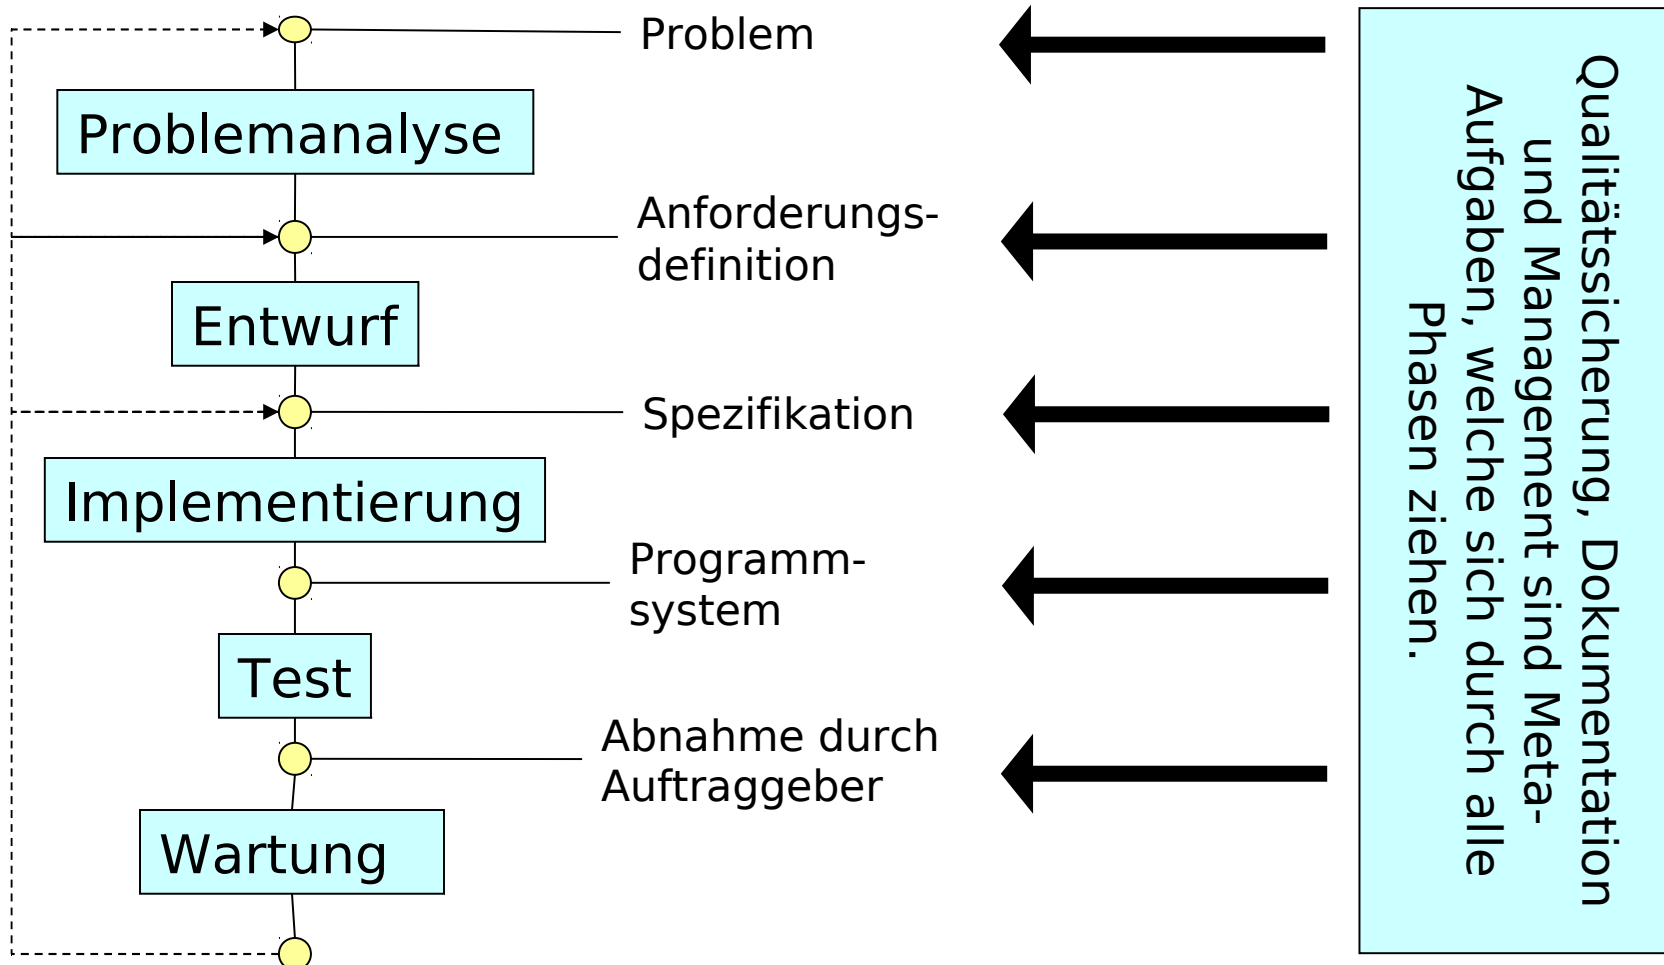 Problem
Problemanalyse
Anforderungs-
definition
Entwurf
Spezifikation
Implementierung
Programm-
system
Test
Abnahme durch
Auftraggeber
Wartung
Qualitätssicherung, Dokumentation
und Management sind Meta-
Aufgaben, welche sich durch alle
Phasen ziehen.